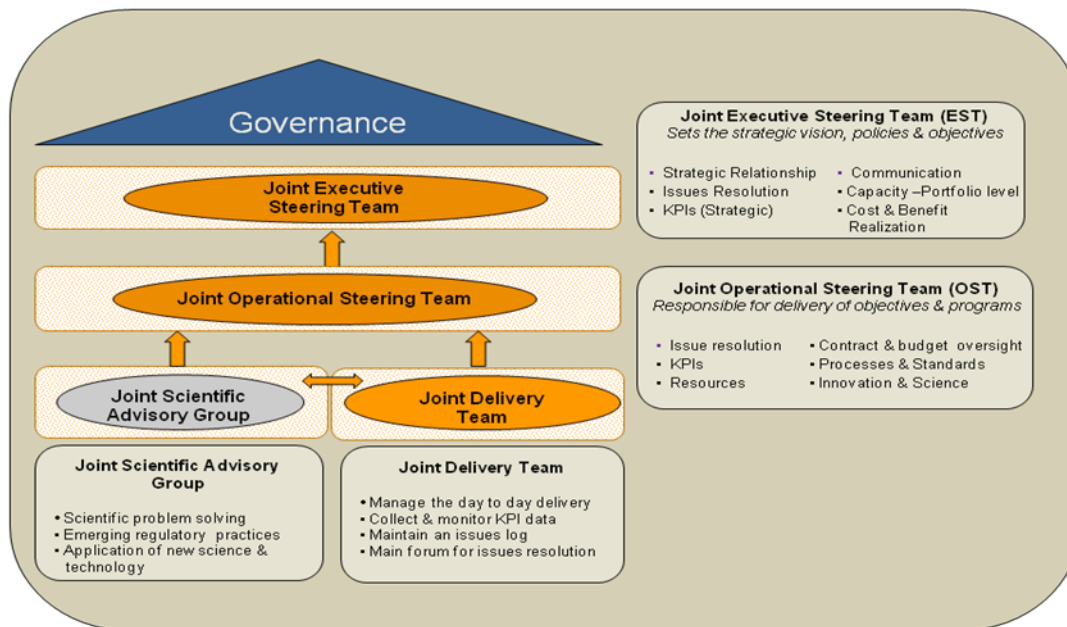 Governance
Joint Executive
Steering Team
Joint Operational Steering Team
Joint Scientific
Advisory Group
Joint Delivery
Team
Joint Executive Steering Team (EST)
Sets the strategic vision, policies & objectives
▪ Strategic Relationship
▪ Issues Resolution
▪ KPIs (Strategic)
▪ Communication
▪ Capacity –Portfolio level
▪ Cost & Benefit
Realization
Joint Operational Steering Team (OST)
Responsible for delivery of objectives & programs
▪ Issue resolution
▪ KPIs
▪ Resources
▪ Contract & budget oversight
▪ Processes & Standards
▪ Innovation & Science
Joint Scientific Advisory
Group
• Scientific problem solving
• Emerging regulatory practices
• Application of new science &
technology
Joint Delivery Team
• Manage the day to day delivery
• Collect & monitor KPI data
• Maintain an issues log
• Main forum for issues resolution